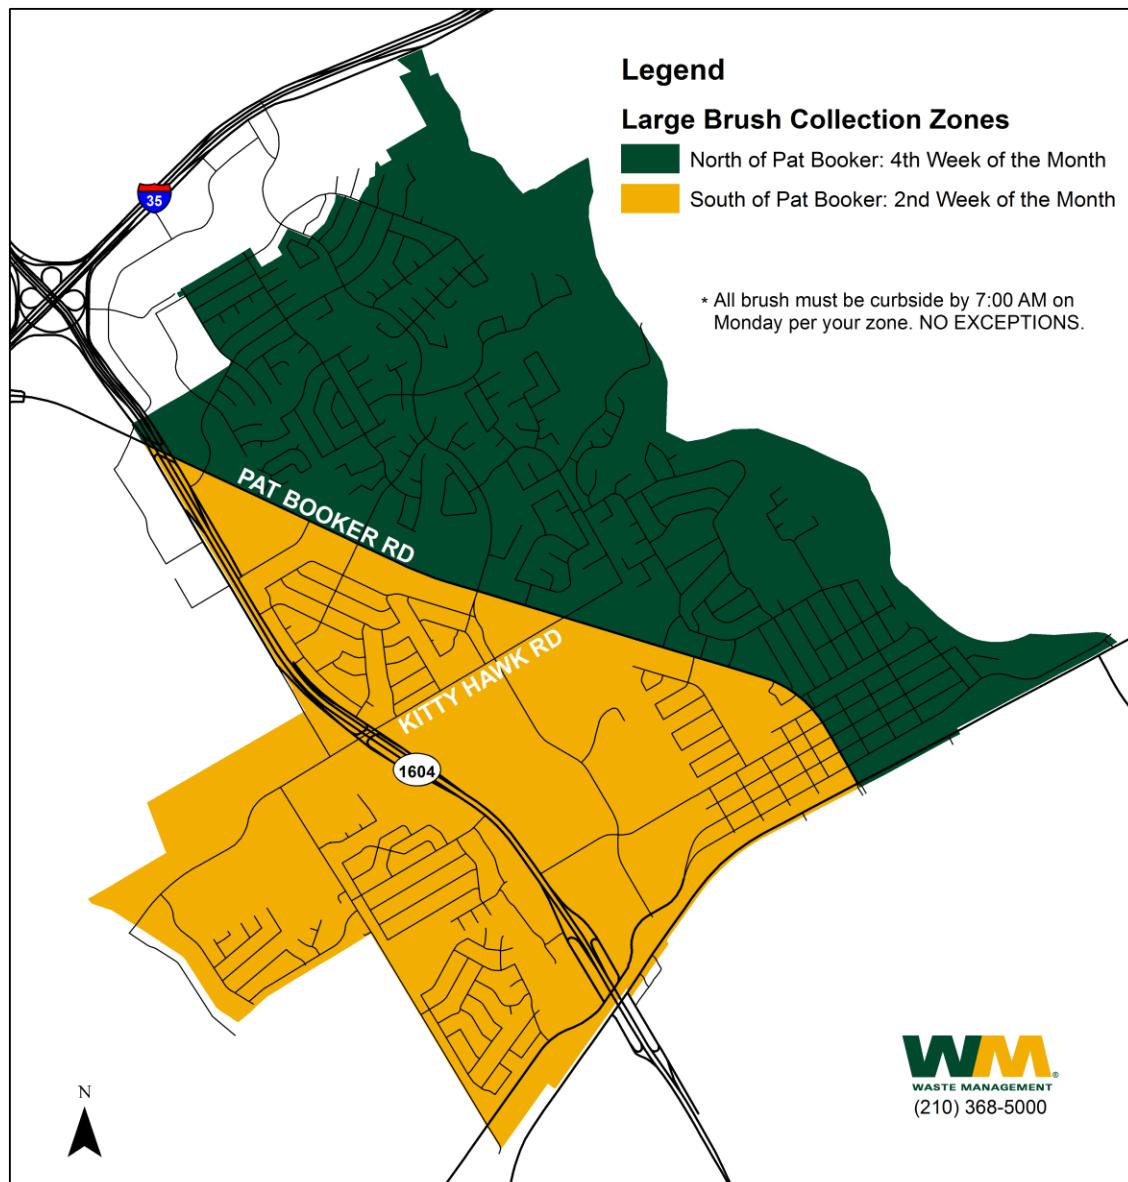 Legend
Large Brush Collection Zones
North of Pat Booker: 4th Week of the Month
South of Pat Booker: 2nd Week of the Month
* All brush must be curbside by 7:00 AM on
Monday per your zone. NO EXCEPTIONS.
35
PAT BOOKER RD
KITTY HAWK RD
1604
WM®
WASTE MANAGEMENT
(210) 368-5000
N